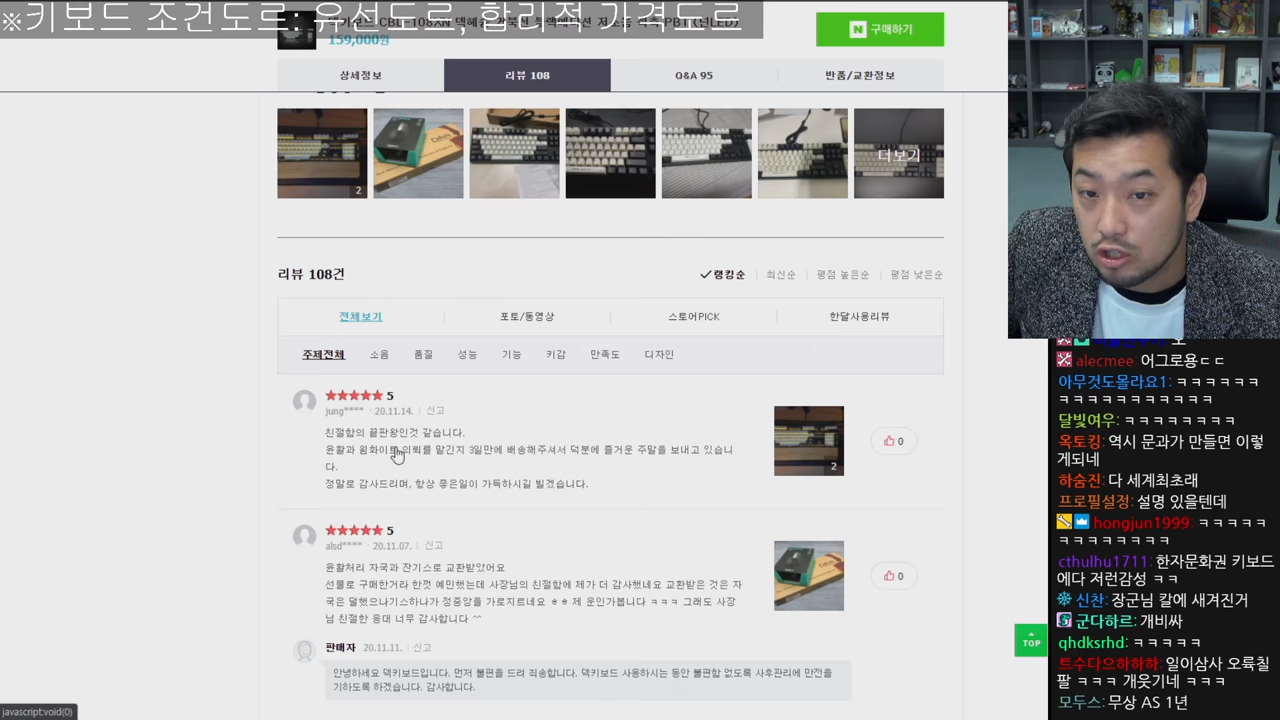 ※키보드 조건도르: 유선도르, 합리적 가격도르
159,000원
N 구매하기
상세정보
리뷰 108
Q&A 95
반품/교환정보
2
더보기
리뷰 108건
랭킹순
최신순
평점 높은순
평점 낮은순
전체보기
포토/동영상
스토어PICK
한달사용리뷰
주제전체
소음
품질
성능
기능
키감
만족도
디자인
★★★★★ 5
jung**** · 20.11.14. 신고
친절함의 끝판왕인것 같습니다.
윤활과 윔화이트 의뢰를 맡긴지 3일만에 배송해주셔서 덕분에 즐거운 주말을 보내고 있습니
다.
정말로 감사드리며, 항상 좋은일이 가득하시길 빌겠습니다.
2
0
★★★★★ 5
alsd**** · 20.11.07. 신고
윤활처리 자국과 잔기스로 교환받았어요
선물로 구매한거라 한껏 예민했는데 사장님의 친절함에 제가 더 감사했네요 교환받은 것은 자
국은 덜했으나기스하나가 정중앙을 가로지르네요 ㅎㅎ 제 운인가봅니다 ㅋㅋㅋ 그래도 사장
님 친절한 응대 너무 감사합니다 ^^
0
판매자 20.11.11. 신고
안녕하세요 덱키보드입니다. 먼저 불편을 드려 죄송합니다. 덱키보드 사용하시는 동안 불편함 없도록 사후관리에 만전을
기하도록 하겠습니다. 감사합니다.
TOP
javascript:void(0)
alecmee: 어그로용ㄷㄷ
아무것도몰라요1: ㅋㅋㅋㅋㅋㅋ
ㅋㅋㅋㅋㅋㅋㅋㅋㅋㅋㅋ
달빛여우: ㅋㅋㅋㅋㅋㅋㅋㅋ
옥토킹: 역시 문과가 만들면 이렇
게되네
하숨진: 다 세계최초래
프로필설정: 설명 있을텐데
hongjun1999: ㅋㅋㅋㅋㅋ
ㅋㅋㅋㅋㅋㅋㅋㅋ
cthulhu1711: 한자문화권 키보드
에다 저런감성 ㅋㅋ
신찬: 장군님 칼에 새겨진거
군다하르: 개비싸
qhdksrhd: ㅋㅋㅋㅋㅋ
트수다으하하하: 일이삼사 오륙칠
팔 ㅋㅋㅋ 개웃기네 ㅋㅋㅋ
모두스: 무상 AS 1년